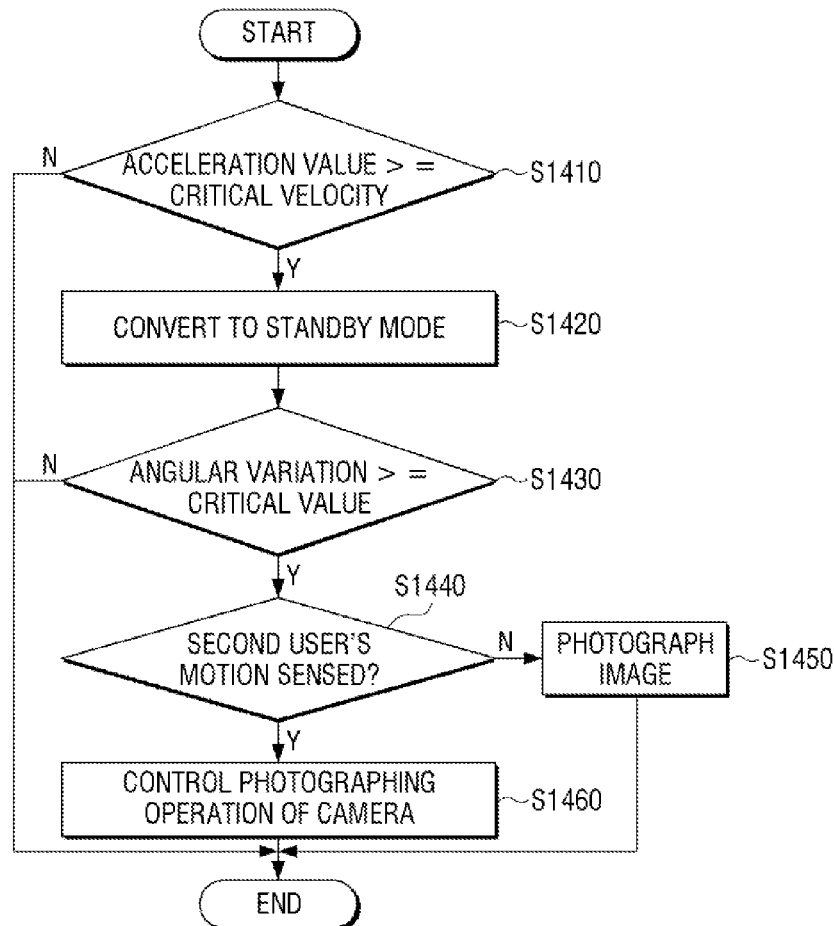 START
N
ACCELERATION VALUE > =
CRITICAL VELOCITY
S1410
Y
CONVERT TO STANDBY MODE
S1420
N
ANGULAR VARIATION > =
CRITICAL VALUE
S1430
Y
S1440
SECOND USER'S
MOTION SENSED?
N
PHOTOGRAPH
IMAGE
S1450
Y
CONTROL PHOTOGRAPHING
OPERATION OF CAMERA
S1460
END